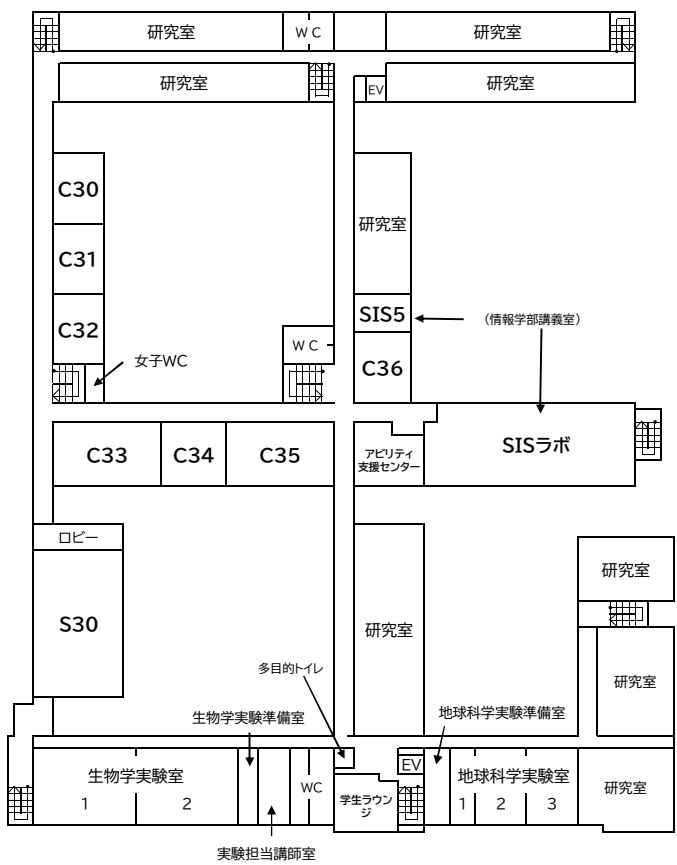 研究室
ＷＣ
研究室
研究室
EV
研究室
C30
研究室
C31
SIS5
（情報学部講義室）
C32
ＷＣ
女子WC
C36
C33
C34
C35
アビリティ
支援センター
SISラボ
ロビー
研究室
S30
研究室
多目的トイレ
研究室
生物学実験準備室
地球科学実験準備室
生物学実験室
1
2
WC
EV
学生ラウン
ジ
地球科学実験室
1
2
3
研究室
実験担当講師室